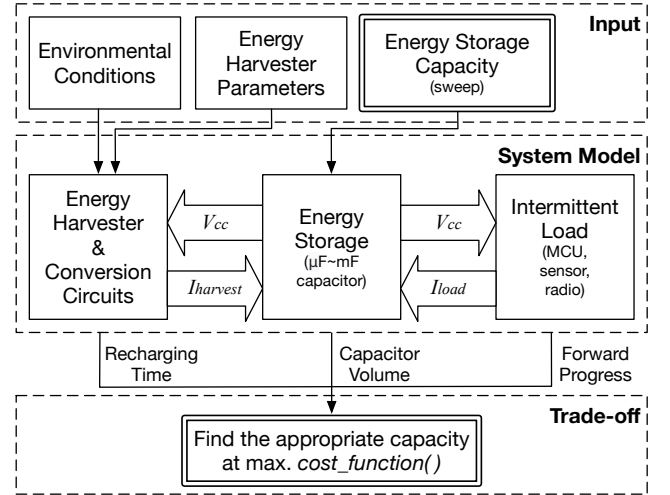 Input
Environmental
Conditions
Energy
Harvester
Parameters
Energy Storage
Capacity
(sweep)
System Model
Energy
Harvester
&
Conversion
Circuits
Vcc
Iharvest
Energy
Storage
(µF~mF
capacitor)
Vcc
Iload
Intermittent
Load
(MCU,
sensor,
radio)
Recharging
Time
Capacitor
Volume
Forward
Progress
Trade-off
Find the appropriate capacity
at max. cost_function()